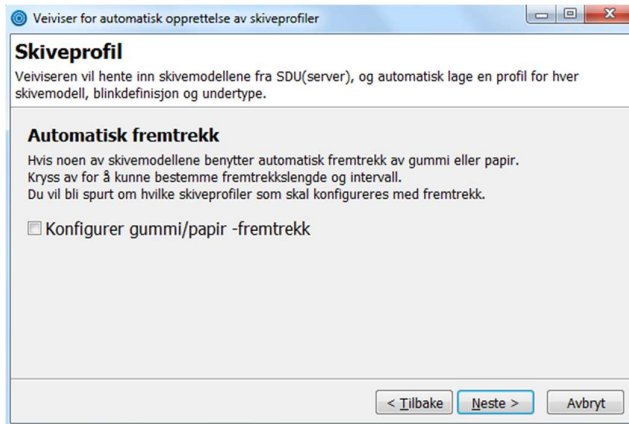 Veiviser for automatisk opprettelse av skiveprofiler
Skiveprofil
Veiviseren vil hente inn skivemodellene fra SDU(server), og automatisk lage en profil for hver
skivemodell, blinkdefinisjon og undertype.
Automatisk fremtrekk
Hvis noen av skivemodellene benytter automatisk fremtrekk av gummi eller papir.
Kryss av for å kunne bestemme fremtrekkslengde og intervall.
Du vil bli spurt om hvilke skiveprofiler som skal konfigureres med fremtrekk.
Konfigurer gummi/papir -fremtrekk
< Tilbake Neste > Avbryt